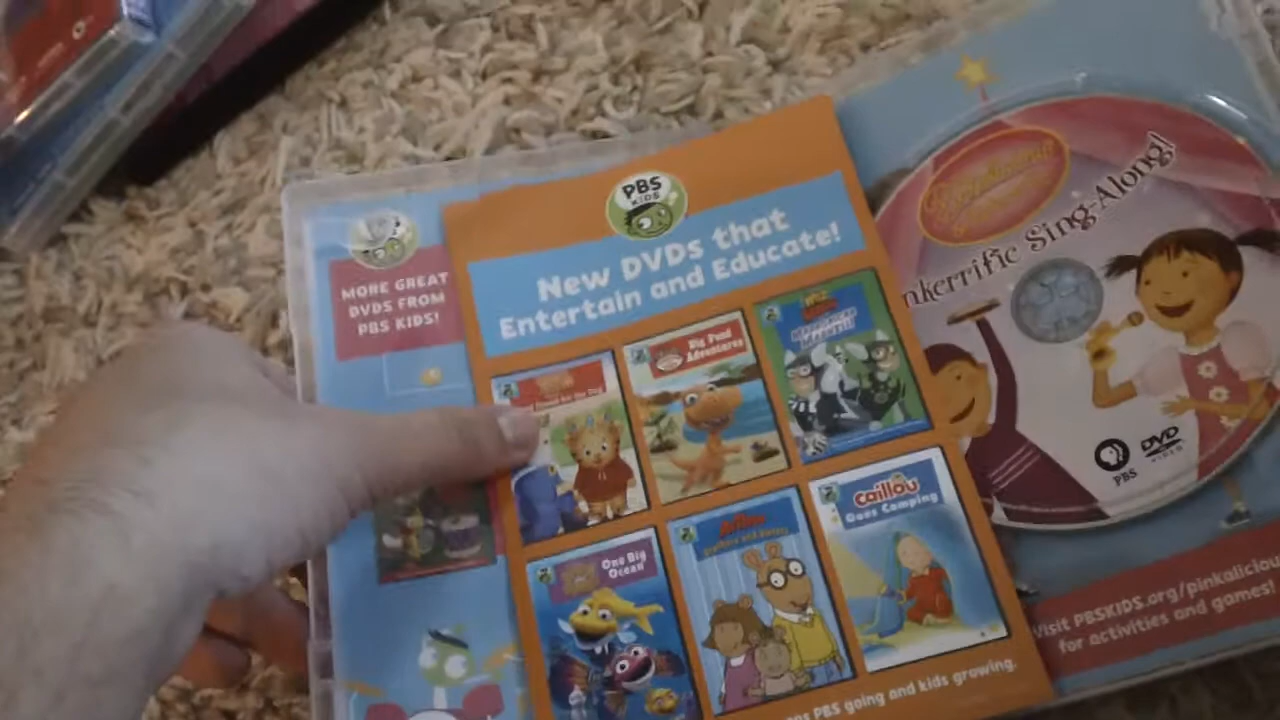 MORE GREAT
DVDS FROM
PBS KIDS!
PBS
KIDS
New DVDs that
Entertain and Educate!
Big Pond
Adventures
One Big
Ocean
Arthur
caillou
Goes Camping
PBS going and kids growing.
Sing-Along!
PBS
DVD
VIDEO
Visit PBSKIDS.org/pinkalicious
for activities and games!